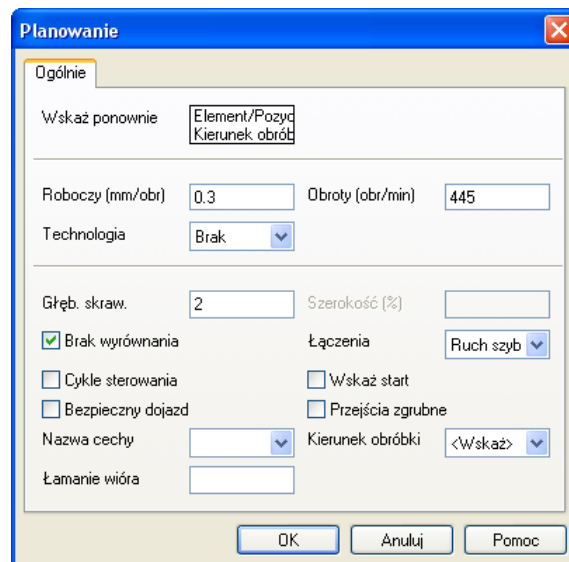 Planowanie
Ogólnie
Wskaż ponownie
Element/Pozyc
Kierunek obrób
Roboczy (mm/obr) 0.3 Obroty (obr/min) 445
Technologia Brak
Głęb. skraw. 2 Szerokość (%)
Brak wyrównania Łączenia Ruch szyb
Cykle sterowania Wskaż start
Bezpieczny dojazd Przejścia zgrubne
Nazwa cechy Kierunek obróbki <Wskaż>
Łamanie wióra
OK Anuluj Pomoc